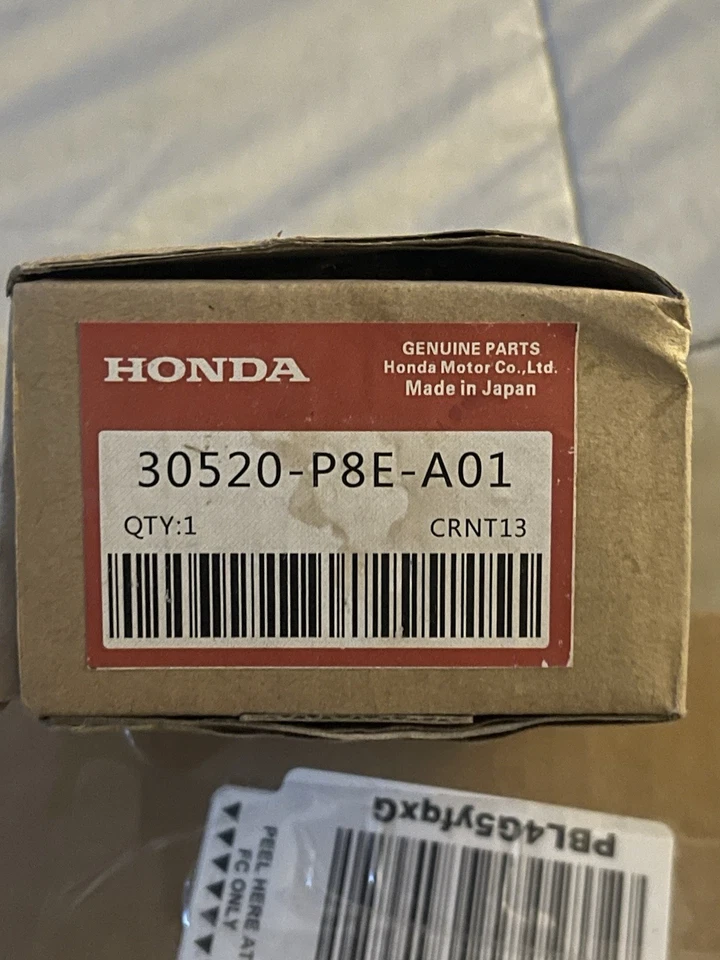 HONDA
GENUINE PARTS
Honda Motor Co.,Ltd.
Made in Japan
30520-P8E-A01
QTY:1
CRNT13
PBL4G5yfqxG
PEEL HERE AT
FC ONLY